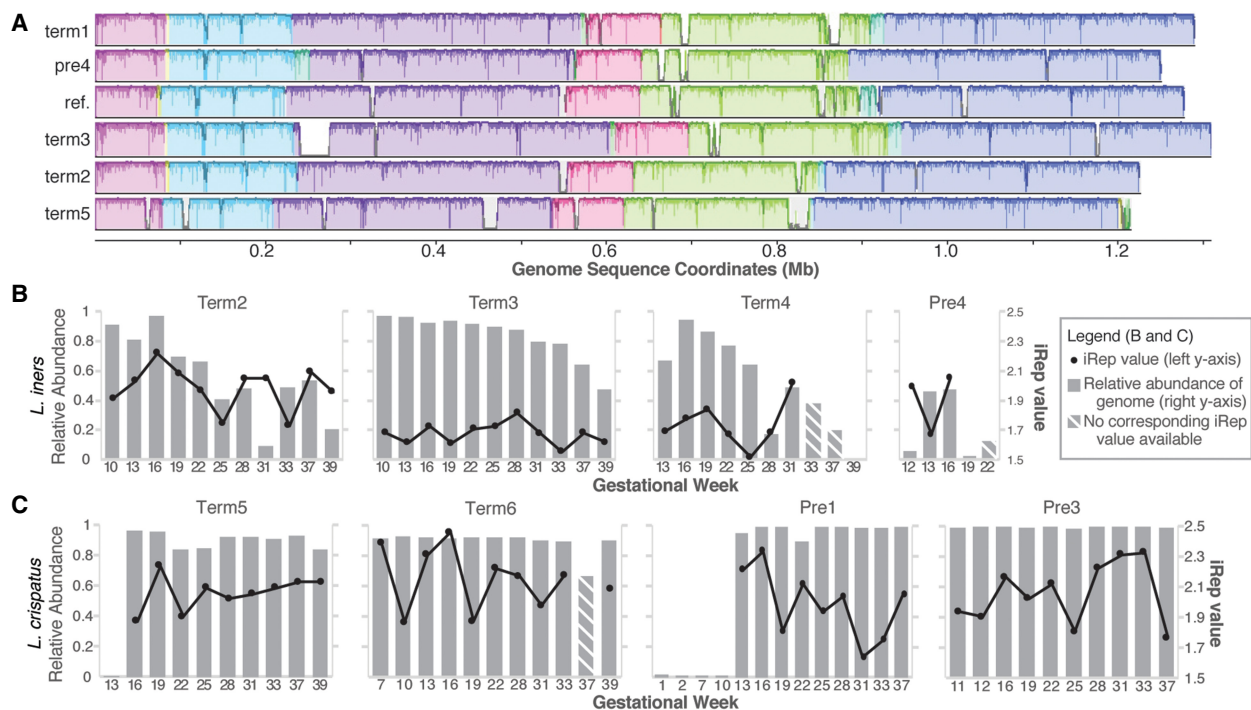 A
term1
pre4
ref.
term3
term2
term5
0.2 0.4 0.6 0.8 1.0 1.2
Genome Sequence Coordinates (Mb)
B
Term2 Term3 Term4 Pre4
L. iners
Relative Abundance
1 0.8 0.6 0.4 0.2 0
2.5 2.3 2.1 1.9 1.7 1.5
iRep value
10 13 16 19 22 25 28 31 33 37 39
10 13 16 19 22 25 28 31 34 37 39
13 16 19 22 25 28 31 33 37 39
12 13 16 19 22
Gestational Week
Legend (B and C)
iRep value (left y-axis)
Relative abundance of
genome (right y-axis)
No corresponding iRep
value available
C
Term5 Term6 Pre1 Pre3
L. crispatus
Relative Abundance
1 0.8 0.6 0.4 0.2 0
2.5 2.3 2.1 1.9 1.7 1.5
iRep value
13 16 19 22 25 28 31 34 37 39
7 10 13 16 19 22 28 31 33 37 39
1 2 7 10 13 16 19 22 25 28 31 33 37
11 12 16 19 22 25 28 31 33 37
Gestational Week